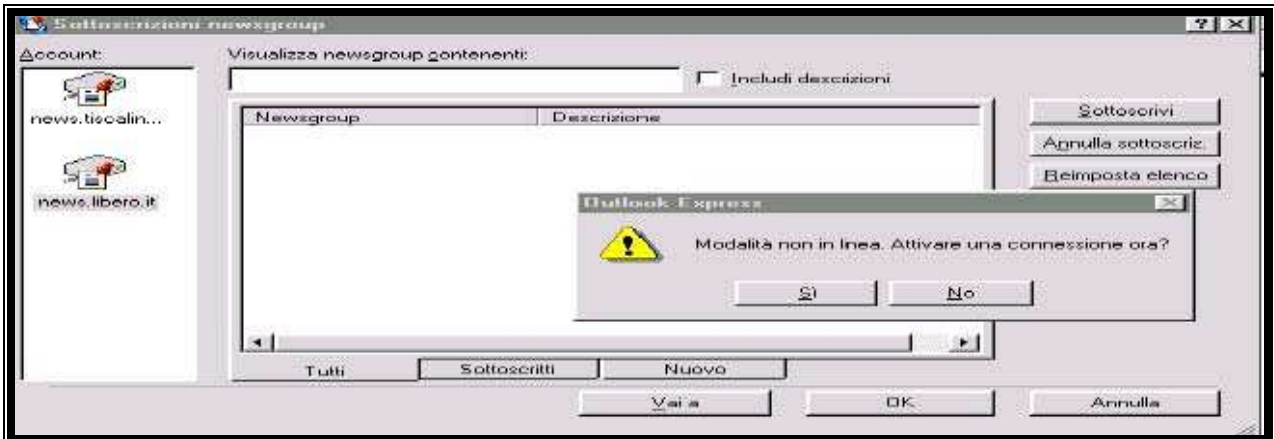 Sottoscrizioni newsgroup
Account:
Visualizza newsgroup contenenti:
Includi descrizioni
news.tiscalin...
news.libero.it
Newsgroup
Descrizione
Sottoscrivi
Annulla sottoscriz.
Reimposta elenco
Outlook Express
Modalità non in linea. Attivare una connessione ora?
Sì
No
Tutti
Sottoscritti
Nuovo
Vai a
OK
Annulla